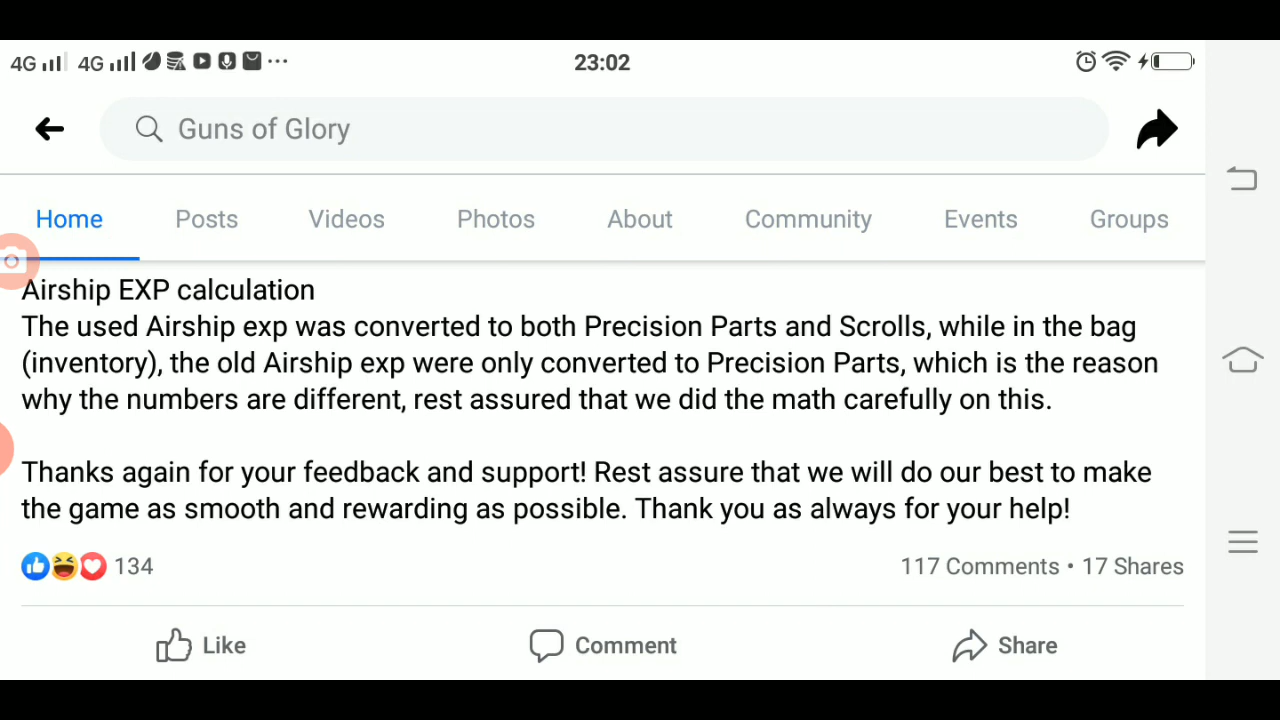 4G 4G 23:02
Guns of Glory
Home Posts Videos Photos About Community Events Groups
Airship EXP calculation
The used Airship exp was converted to both Precision Parts and Scrolls, while in the bag
(inventory), the old Airship exp were only converted to Precision Parts, which is the reason
why the numbers are different, rest assured that we did the math carefully on this.
Thanks again for your feedback and support! Rest assure that we will do our best to make
the game as smooth and rewarding as possible. Thank you as always for your help!
134 117 Comments • 17 Shares
Like Comment Share